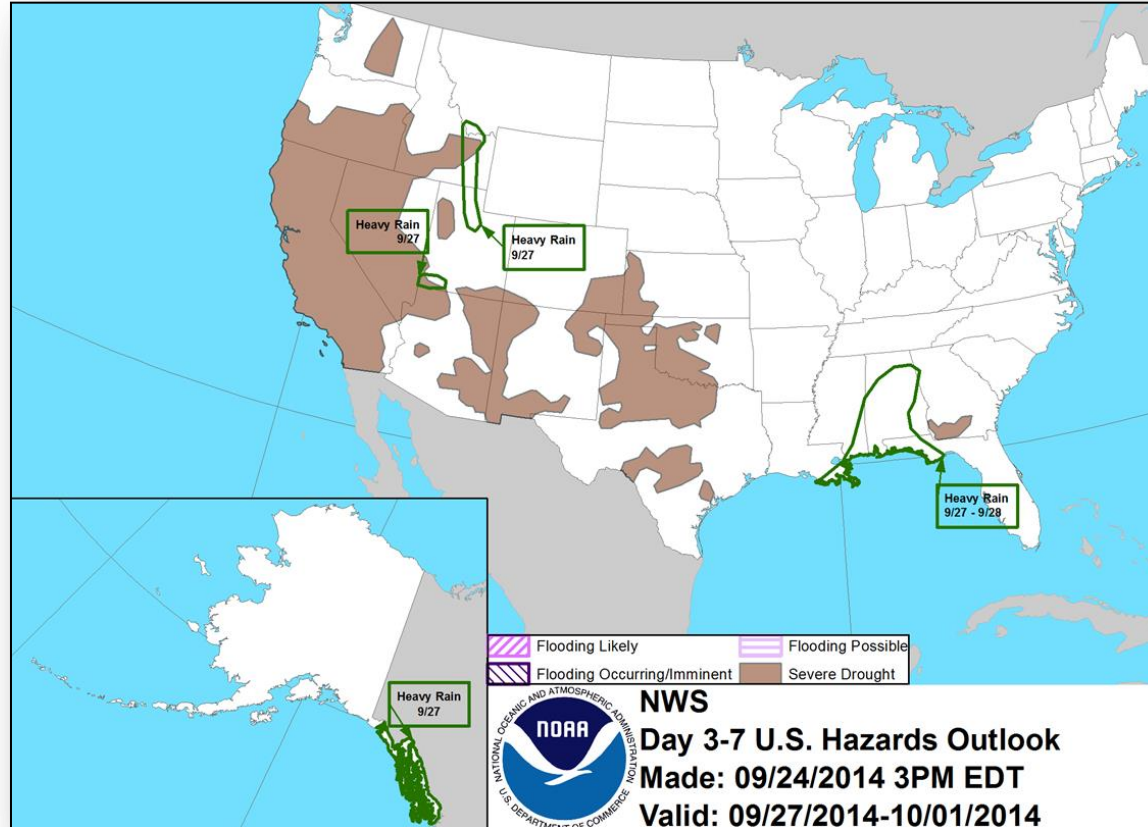 Heavy Rain
9/27
Heavy Rain
9/27
Heavy Rain
9/27 - 9/28
Heavy Rain
9/27
Flooding Likely
Flooding Possible
Flooding Occurring/Imminent
Severe Drought
NATIONAL OCEANIC AND ATMOSPHERIC ADMINISTRATION
NOAA
U.S. DEPARTMENT OF COMMERCE
NWS
Day 3-7 U.S. Hazards Outlook
Made: 09/24/2014 3PM EDT
Valid: 09/27/2014-10/01/2014